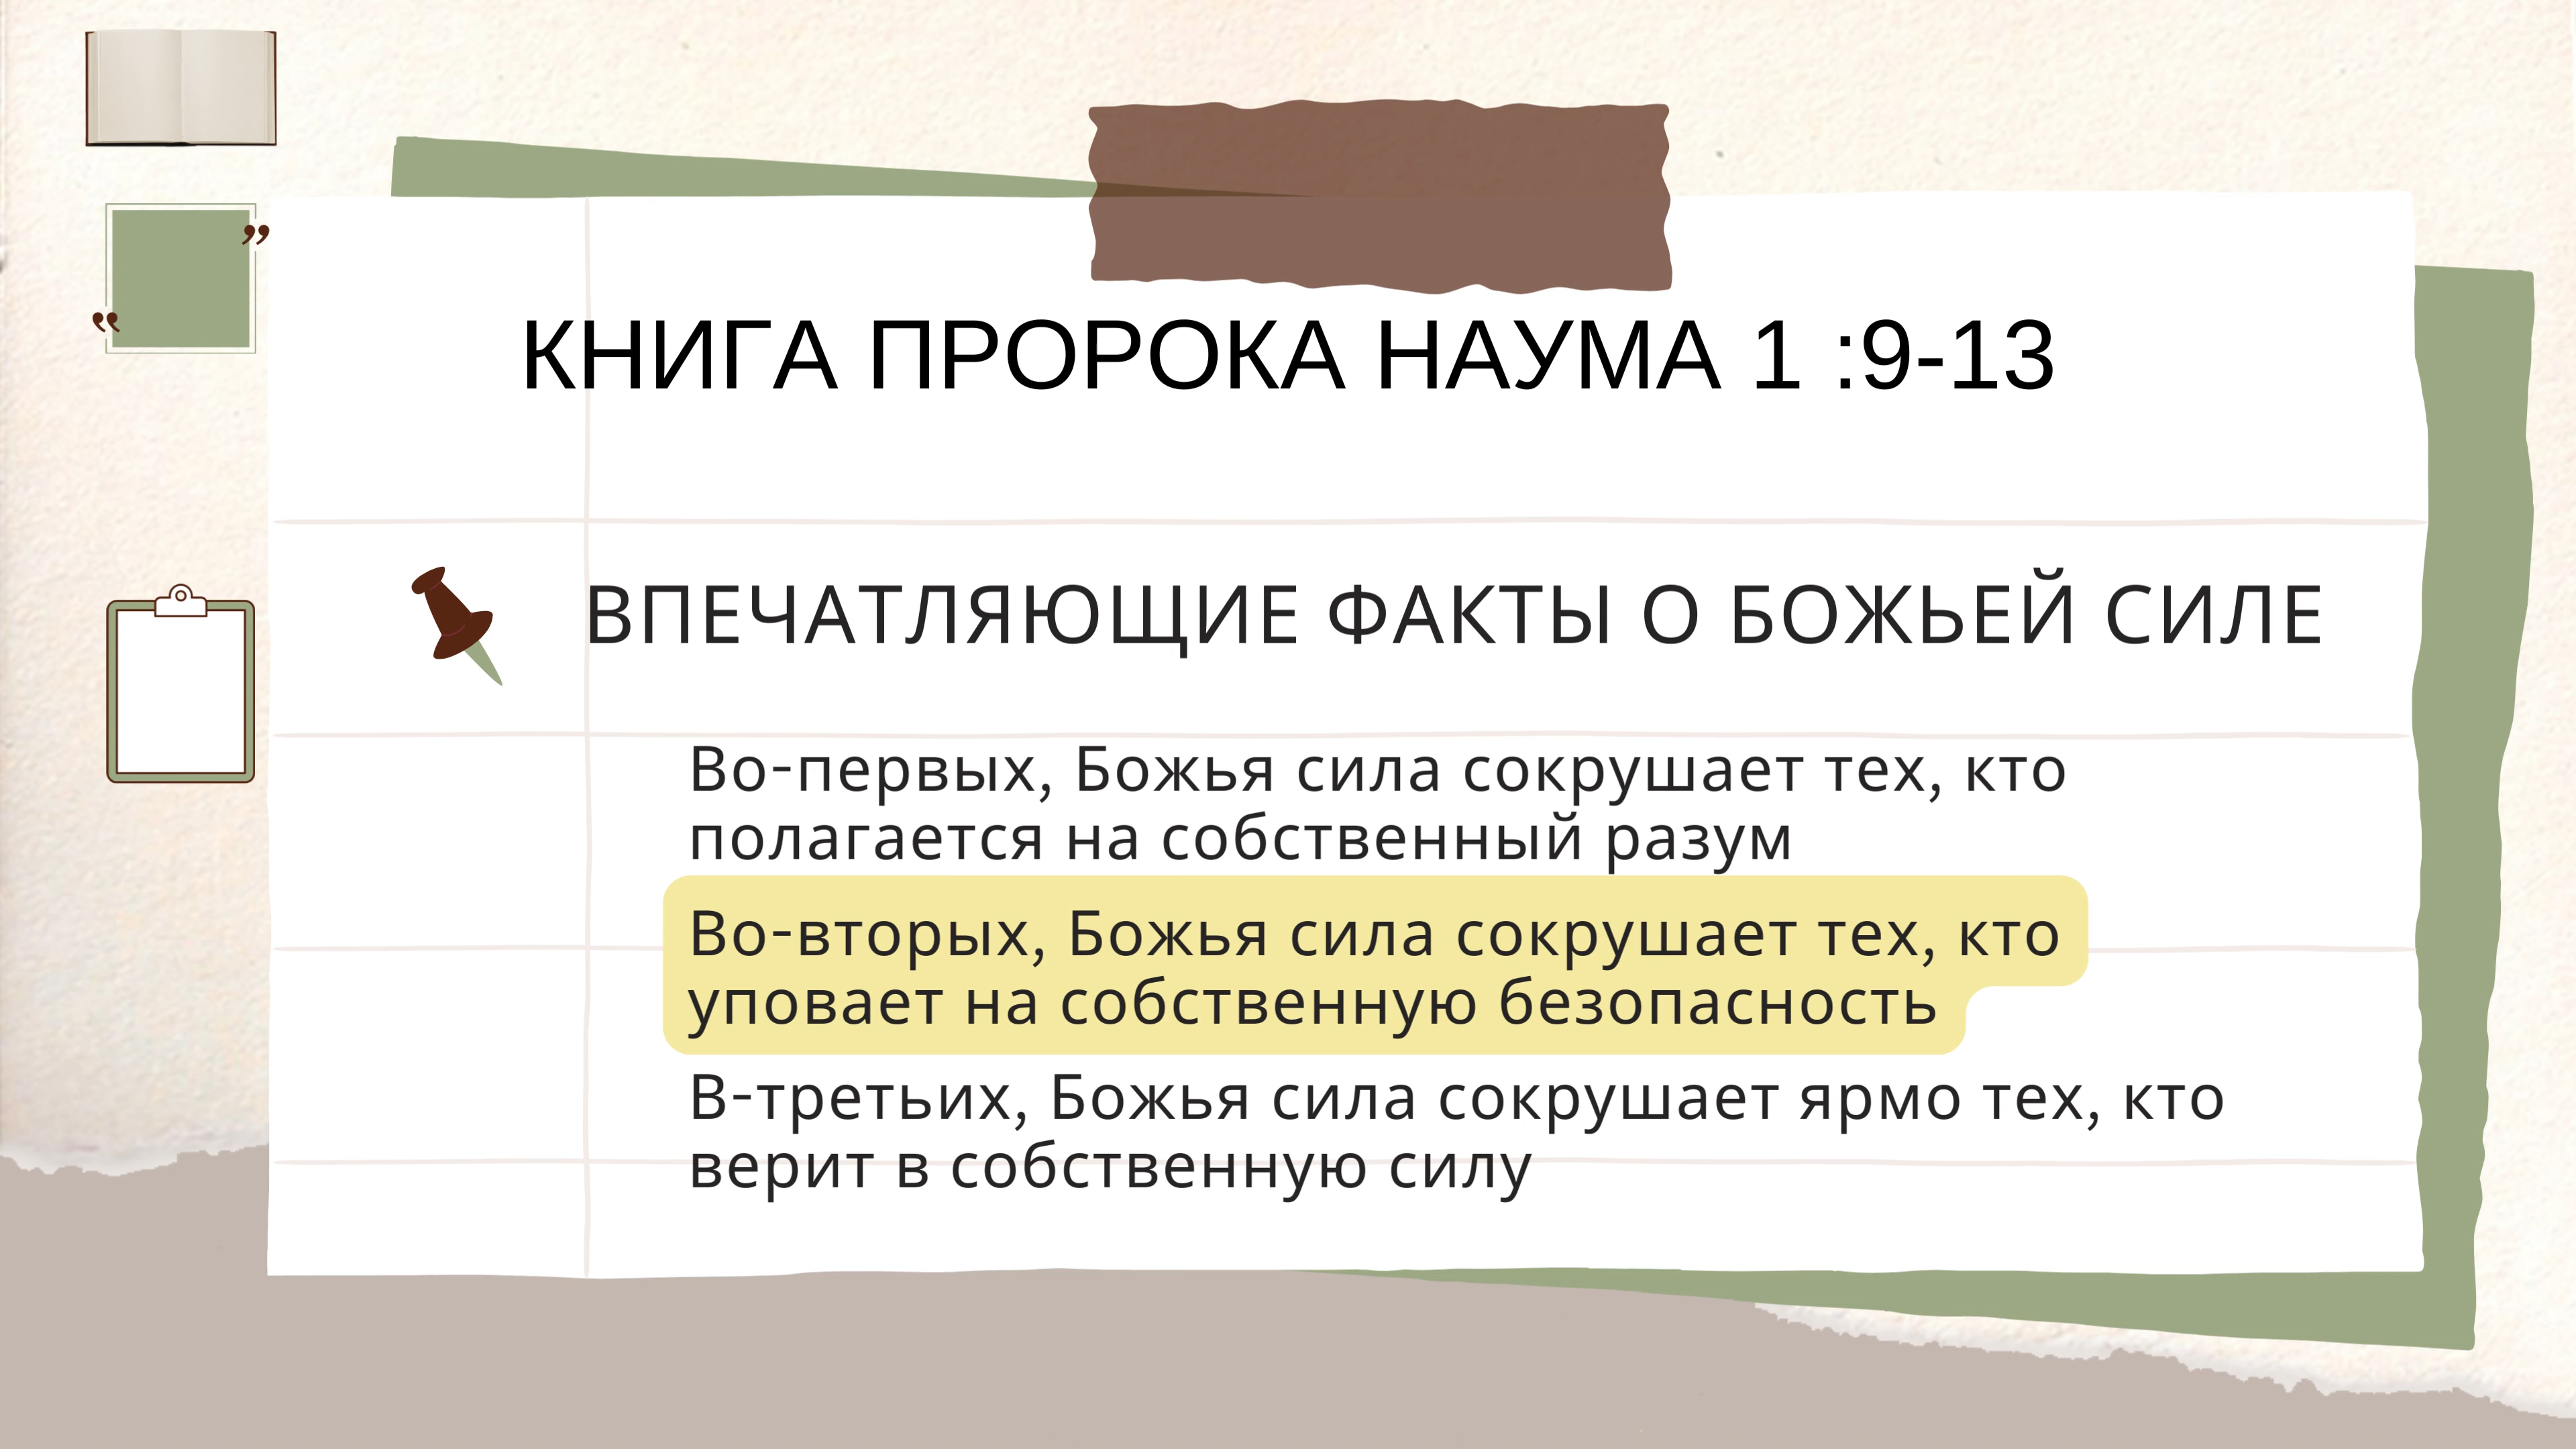 КНИГА ПРОРОКА НАУМА 1 :9-13
ВПЕЧАТЛЯЮЩИЕ ФАКТЫ О БОЖЬЕЙ СИЛЕ
Во-первых, Божья сила сокрушает тех, кто
полагается на собственный разум
Во-вторых, Божья сила сокрушает тех, кто
уповает на собственную безопасность
В-третьих, Божья сила сокрушает ярмо тех, кто
верит в собственную силу